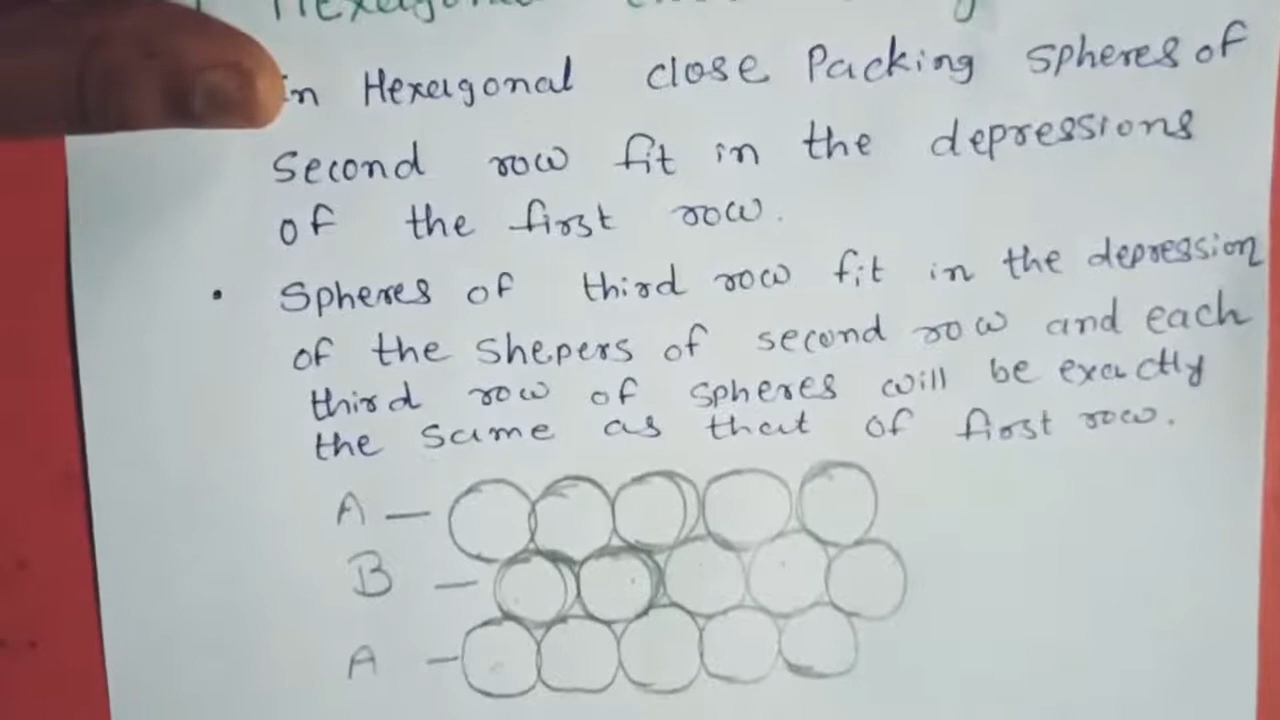 Hexagonal
in Hexagonal close Packing spheres of
Second row fit in the depressions
of the first row.
• Spheres of third row fit in the depression
of the shepers of second row and each
third row of spheres will be exactly
the same as that of first row.
A —
B —
A —